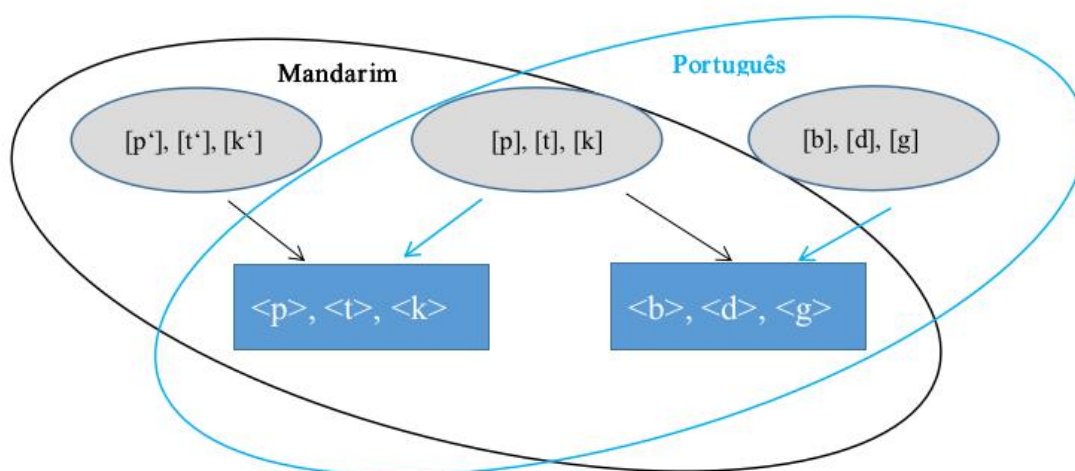 Mandarim
Português
[p‘], [t‘], [k‘]
[p], [t], [k]
[b], [d], [g]
<p>, <t>, <k>
<b>, <d>, <g>